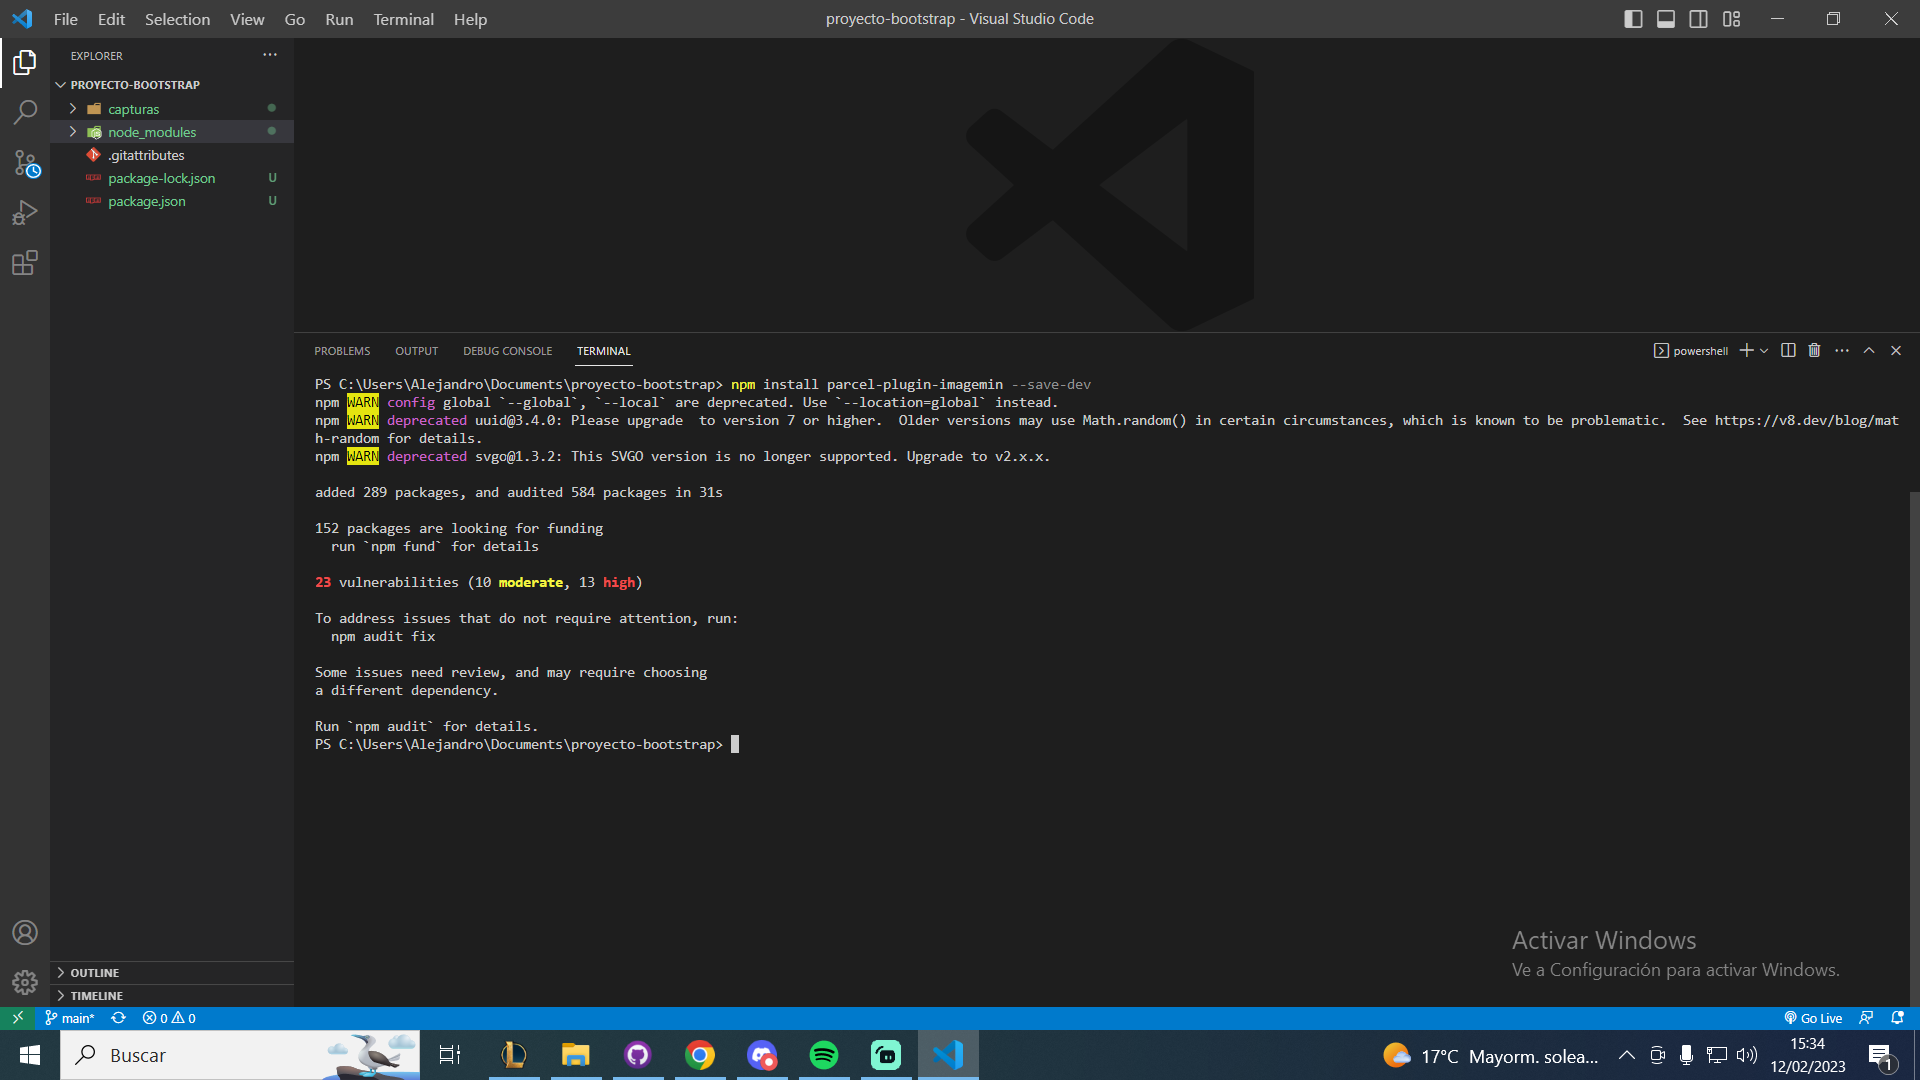 File Edit Selection View Go Run Terminal Help
proyecto-bootstrap - Visual Studio Code
EXPLORER
PROYECTO-BOOTSTRAP
capturas
node_modules
.gitattributes
package-lock.json U
package.json U
OUTLINE
TIMELINE
PROBLEMS OUTPUT DEBUG CONSOLE TERMINAL
powershell
PS C:\Users\Alejandro\Documents\proyecto-bootstrap> npm install parcel-plugin-imagemin --save-dev
npm WARN config global `--global`, `--local` are deprecated. Use `--location=global` instead.
npm WARN deprecated uuid@3.4.0: Please upgrade  to version 7 or higher.  Older versions may use Math.random() in certain circumstances, which is known to be problematic.  See https://v8.dev/blog/mat
h-random for details.
npm WARN deprecated svgo@1.3.2: This SVGO version is no longer supported. Upgrade to v2.x.x.
added 289 packages, and audited 584 packages in 31s
152 packages are looking for funding
run `npm fund` for details
23 vulnerabilities (10 moderate, 13 high)
To address issues that do not require attention, run:
npm audit fix
Some issues need review, and may require choosing
a different dependency.
Run `npm audit` for details.
PS C:\Users\Alejandro\Documents\proyecto-bootstrap>
Activar Windows
Ve a Configuración para activar Windows.
main* 0 0 Go Live
Buscar
17°C Mayorm. solea...
15:34
12/02/2023
1